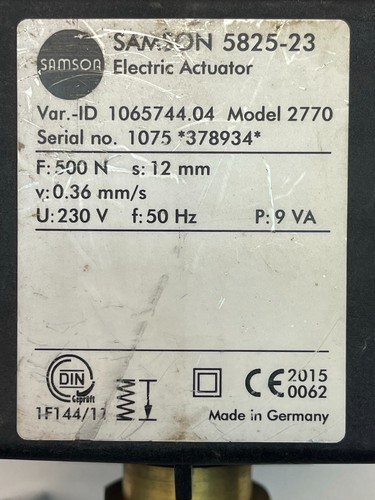 SAMSON
SAMSON 5825-23
Electric Actuator
Var.-ID 1065744.04 Model 2770
Serial no. 1075 *378934*
F: 500 N s: 12 mm
v: 0.36 mm/s
U: 230 V f: 50 Hz P: 9 VA
DIN
Geprüft
1F144/11
CE 2015
0062
Made in Germany